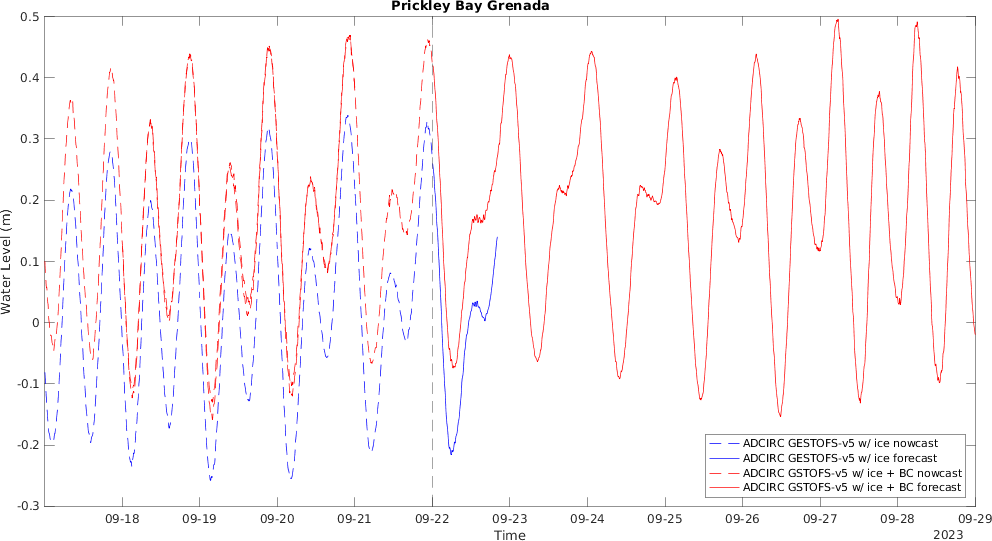 Prickley Bay Grenada
0.5
0.4
0.3
0.2
0.1
0
-0.1
-0.2
-0.3
Water Level (m)
ADCIRC GESTOFS-v5 w/ ice nowcast
ADCIRC GESTOFS-v5 w/ ice forecast
ADCIRC GSTOFS-v5 w/ ice + BC nowcast
ADCIRC GSTOFS-v5 w/ ice + BC forecast
09-18 09-19 09-20 09-21 09-22 09-23 09-24 09-25 09-26 09-27 09-28 09-29
Time
2023